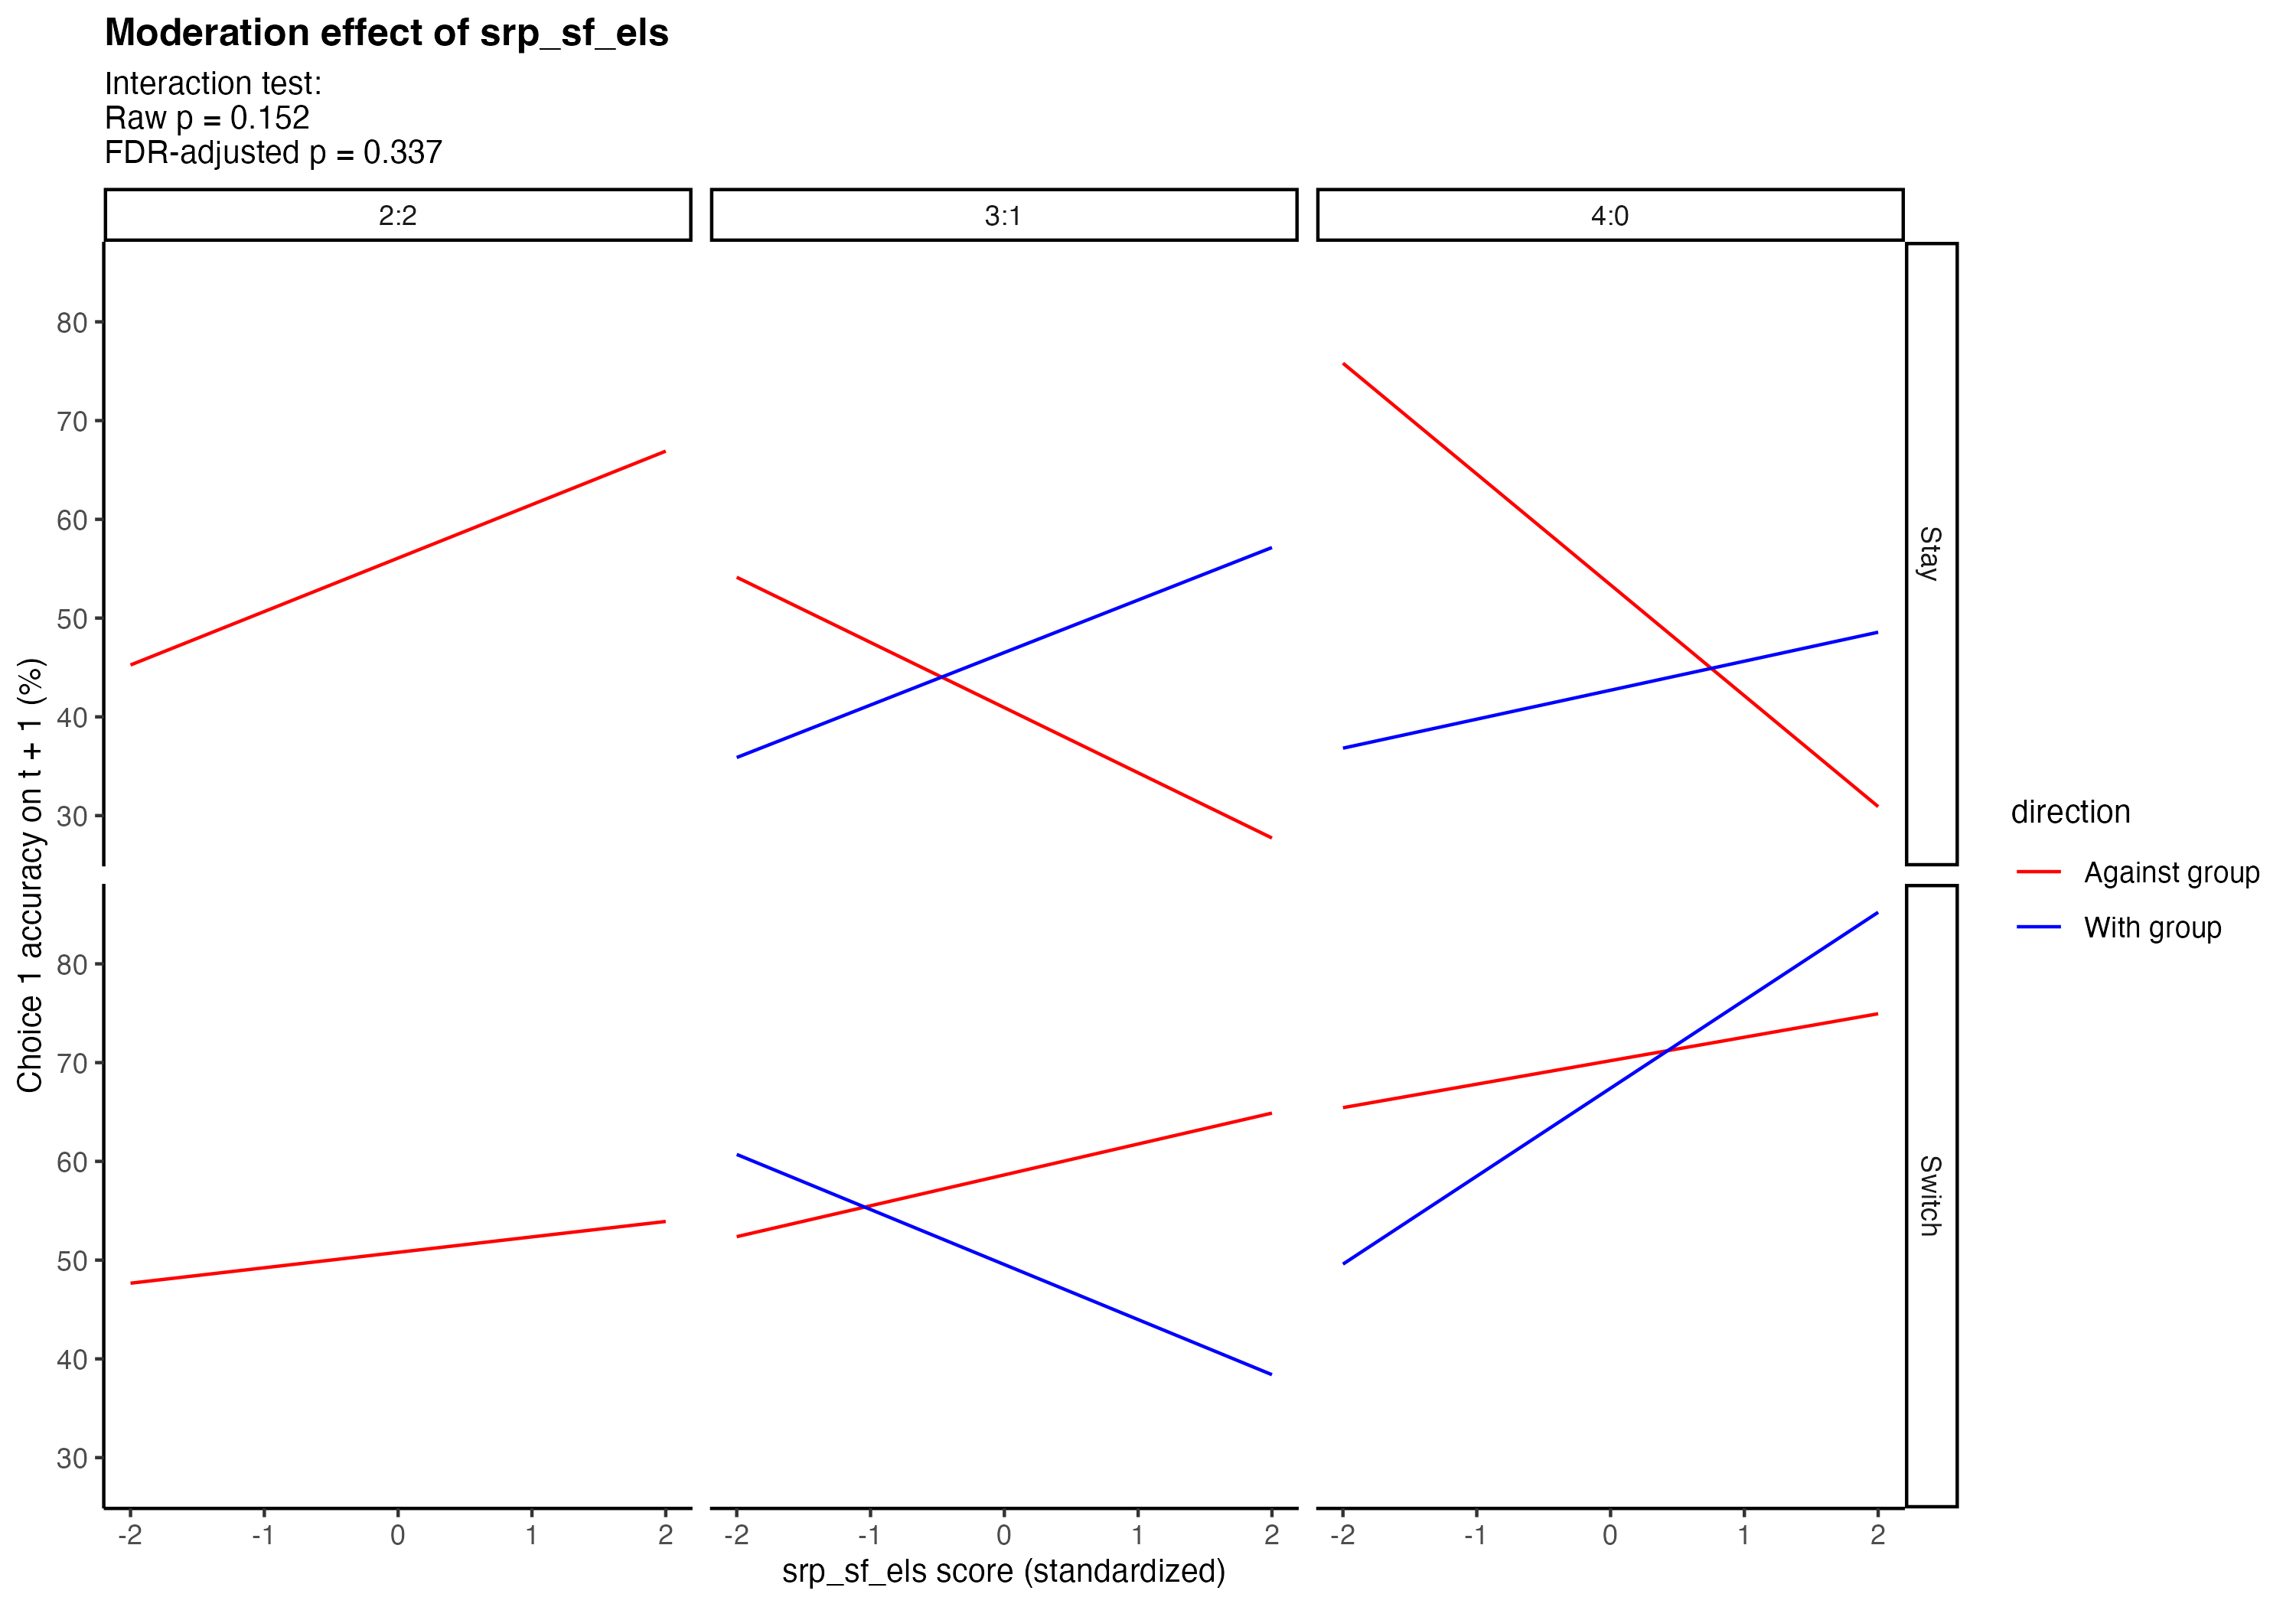 Moderation effect of srp_sf_els
Interaction test:
Raw p = 0.152
FDR-adjusted p = 0.337
2:2
3:1
4:0
80
70
60
50
40
30
Stay
80
70
60
50
40
30
Switch
Choice 1 accuracy on t + 1 (%)
-2 -1 0 1 2
-2 -1 0 1 2
-2 -1 0 1 2
srp_sf_els score (standardized)
direction
Against group
With group